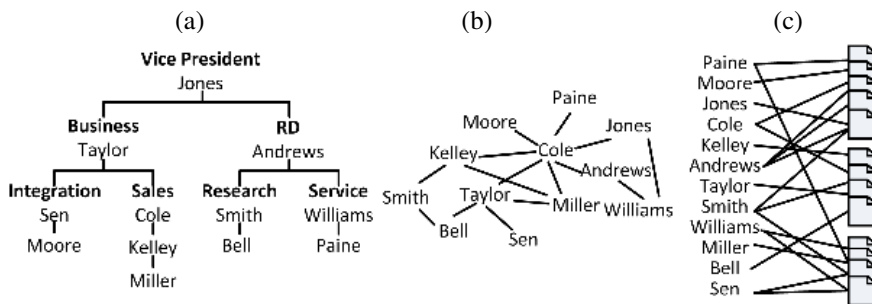 (a)
Vice President
Jones
Business
RD
Taylor
Andrews
Integration
Sales
Research
Service
Sen
Cole
Smith
Williams
Moore
Kelley
Bell
Paine
Miller
(b)
Paine
Moore
Jones
Kelley
Cole
Andrews
Smith
Taylor
Miller
Williams
Bell
Sen
(c)
Paine
Moore
Jones
Cole
Kelley
Andrews
Taylor
Smith
Williams
Miller
Bell
Sen